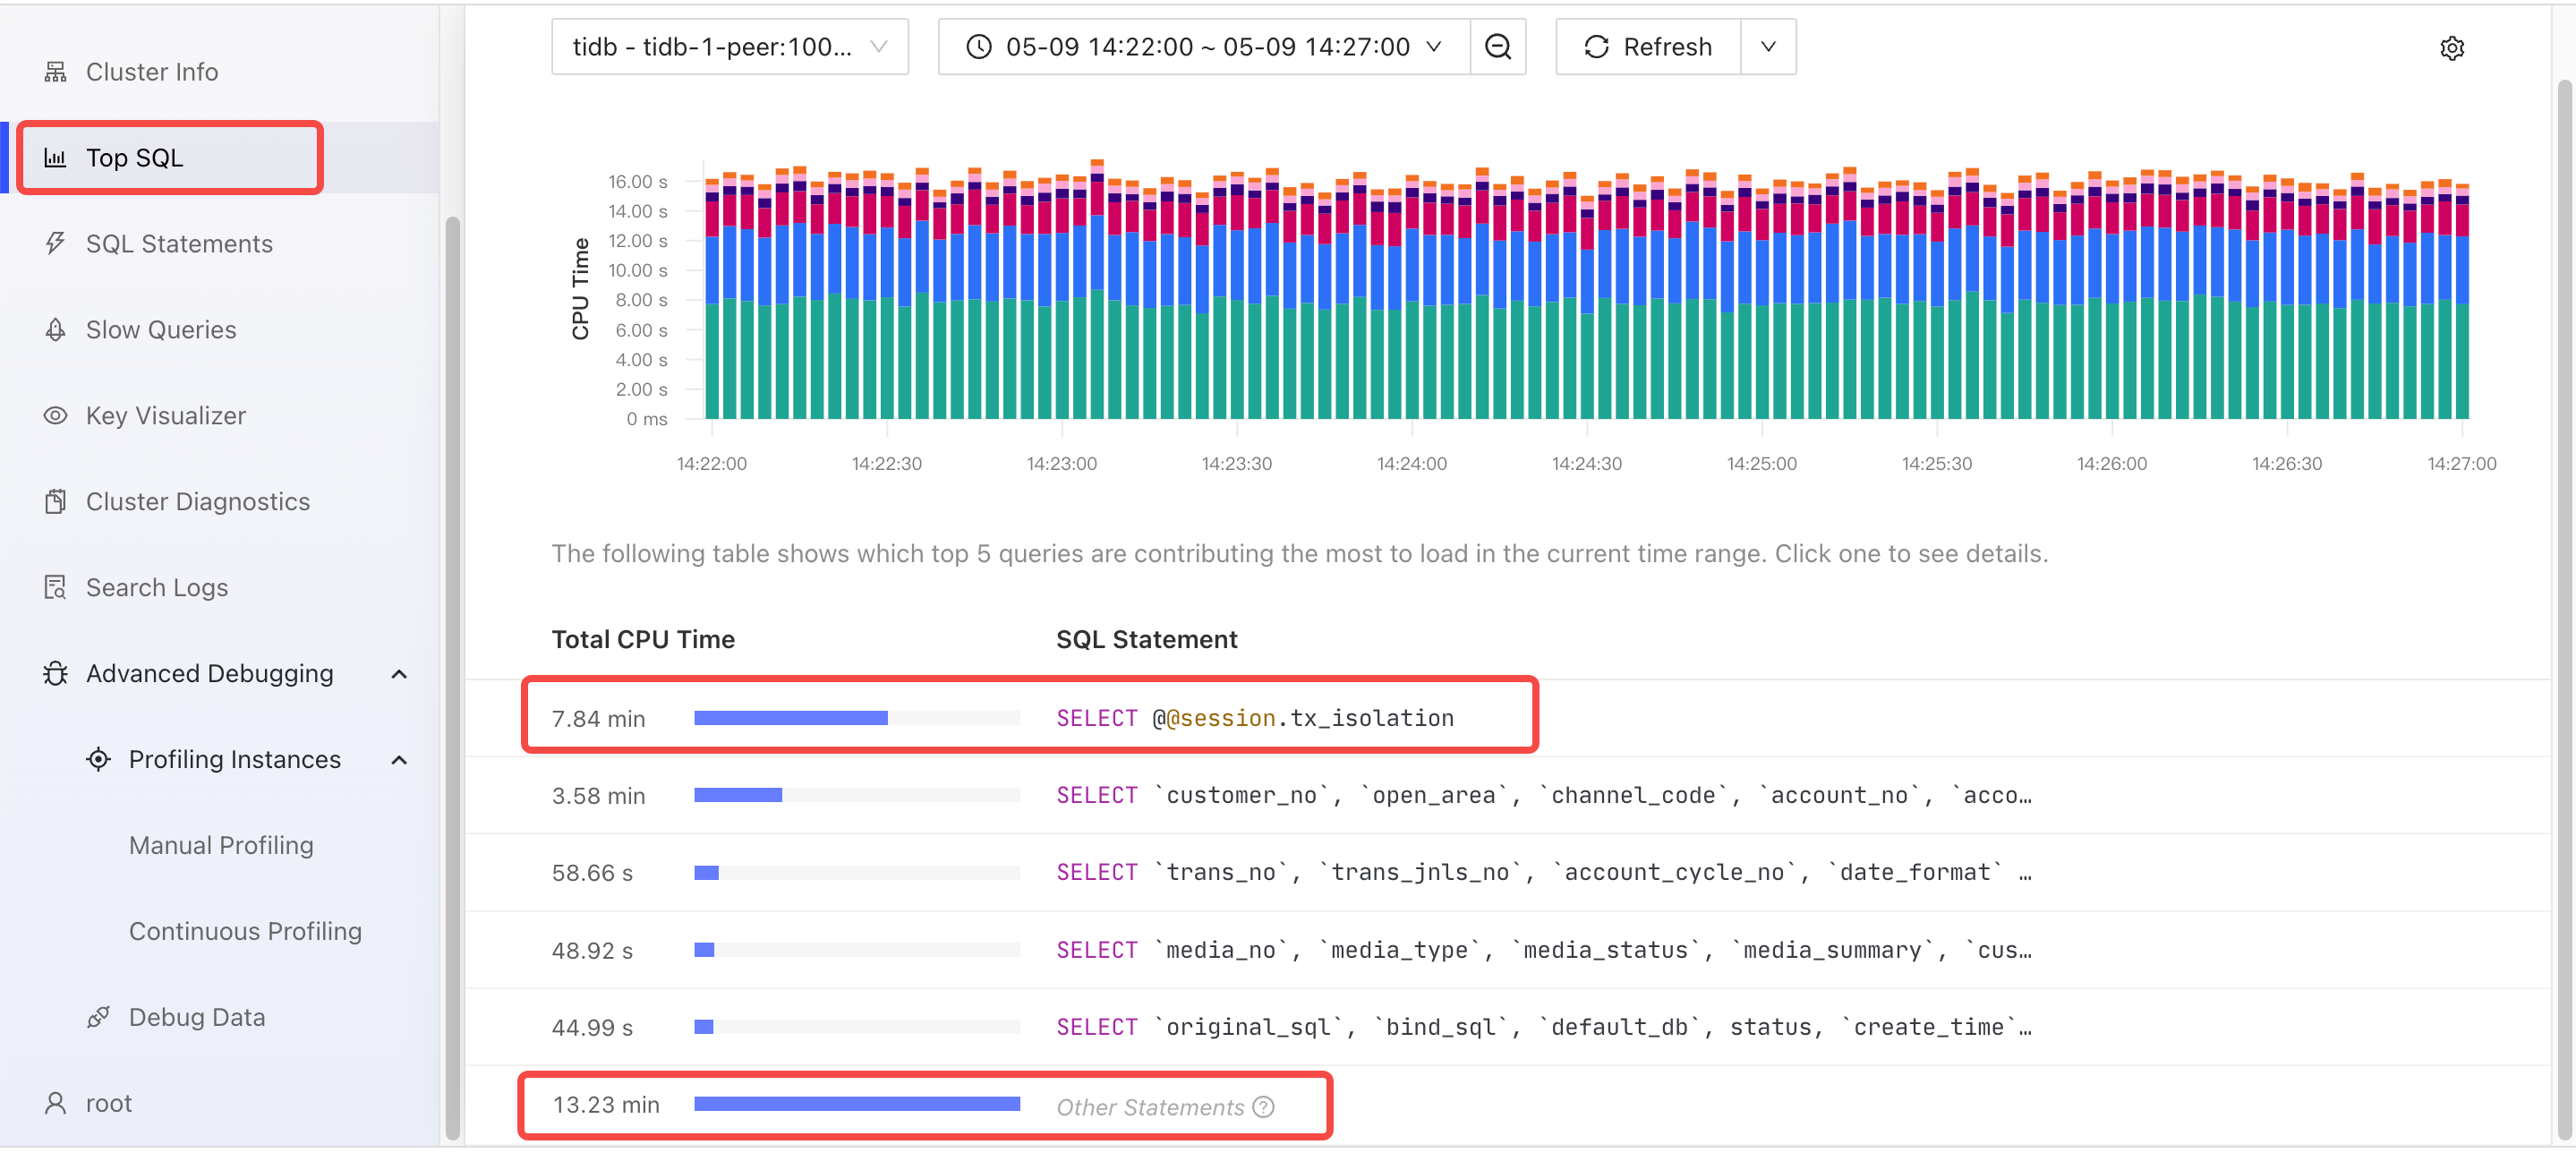 tidb - tidb-1-peer:100...
05-09 14:22:00 ~ 05-09 14:27:00
Refresh
Cluster Info
Top SQL
SQL Statements
Slow Queries
Key Visualizer
Cluster Diagnostics
Search Logs
Advanced Debugging
Profiling Instances
Manual Profiling
Continuous Profiling
Debug Data
root
CPU Time
16.00 s
14.00 s
12.00 s
10.00 s
8.00 s
6.00 s
4.00 s
2.00 s
0 ms
14:22:00 14:22:30 14:23:00 14:23:30 14:24:00 14:24:30 14:25:00 14:25:30 14:26:00 14:26:30 14:27:00
The following table shows which top 5 queries are contributing the most to load in the current time range. Click one to see details.
Total CPU Time SQL Statement
7.84 min SELECT @@session.tx_isolation
3.58 min SELECT `customer_no`, `open_area`, `channel_code`, `account_no`, `acco…
58.66 s SELECT `trans_no`, `trans_jnls_no`, `account_cycle_no`, `date_format` …
48.92 s SELECT `media_no`, `media_type`, `media_status`, `media_summary`, `cus…
44.99 s SELECT `original_sql`, `bind_sql`, `default_db`, status, `create_time`…
13.23 min Other Statements